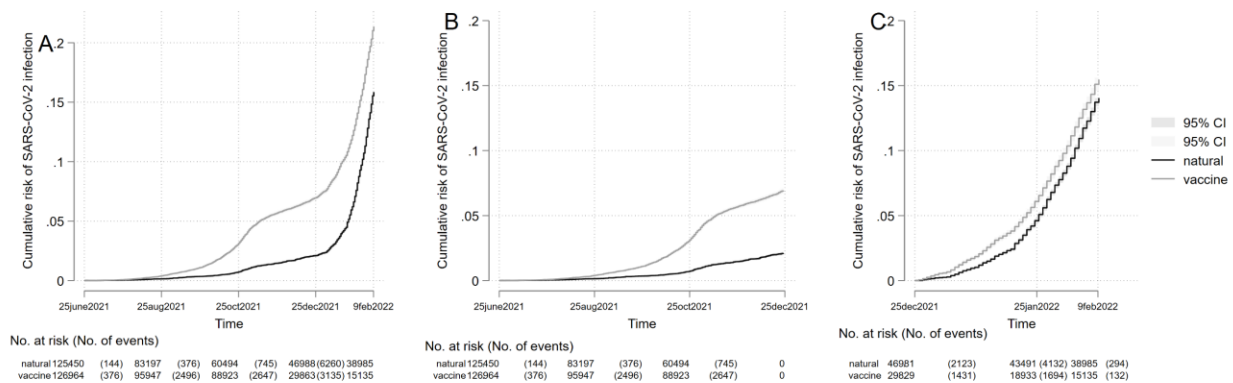 A
Cumulative risk of SARS-CoV-2 infection
.2
.15
.1
.05
0
25june2021 25aug2021 25oct2021 25dec2021 9feb2022
Time
No. at risk (No. of events)
natural 125450 (144) 83197 (376) 60494 (745) 46988 (6260) 38985
vaccine 126964 (376) 95947 (2496) 88923 (2647) 29863 (3135) 15135
B
Cumulative risk of SARS-CoV-2 infection
.2
.15
.1
.05
0
25june2021 25aug2021 25oct2021 25dec2021
Time
No. at risk (No. of events)
natural 125450 (144) 83197 (376) 60494 (745) 0
vaccine 126964 (376) 95947 (2496) 88923 (2647) 0
C
Cumulative risk of SARS-CoV-2 infection
.2
.15
.1
.05
0
25dec2021 25jan2022 9feb2022
Time
No. at risk (No. of events)
natural 46981 (2123) 43491 (4132) 38985 (294)
vaccine 29829 (1431) 18933 (1694) 15135 (132)
95% CI
95% CI
natural
vaccine